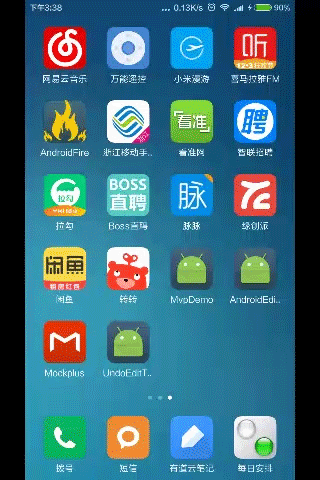 下午3:38 ... 0.13K/s 90%
听
网易云音乐 万能遥控 小米漫游 喜马拉雅FM
看准 聘
AndroidFire 浙江移动手... 看准网 智联招聘
拉勾 BOSS直聘 脉
拉勾 Boss直聘 脉脉 缘创派
闲鱼
闲鱼 转转 MvpDemo AndroidEdi...
Mockplus UndoEditT...
拨号 短信 有道云笔记 每日安排